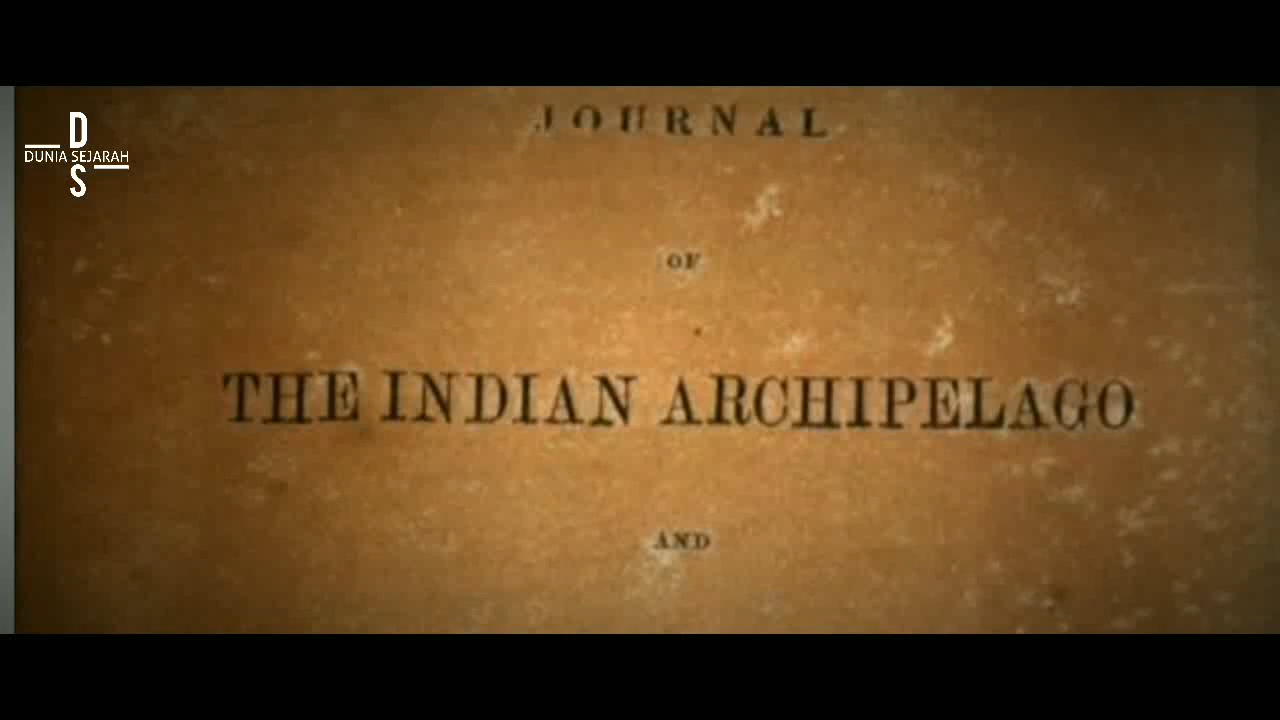 D
DUNIA SEJARAH
S
JOURNAL
OF
THE INDIAN ARCHIPELAGO
AND